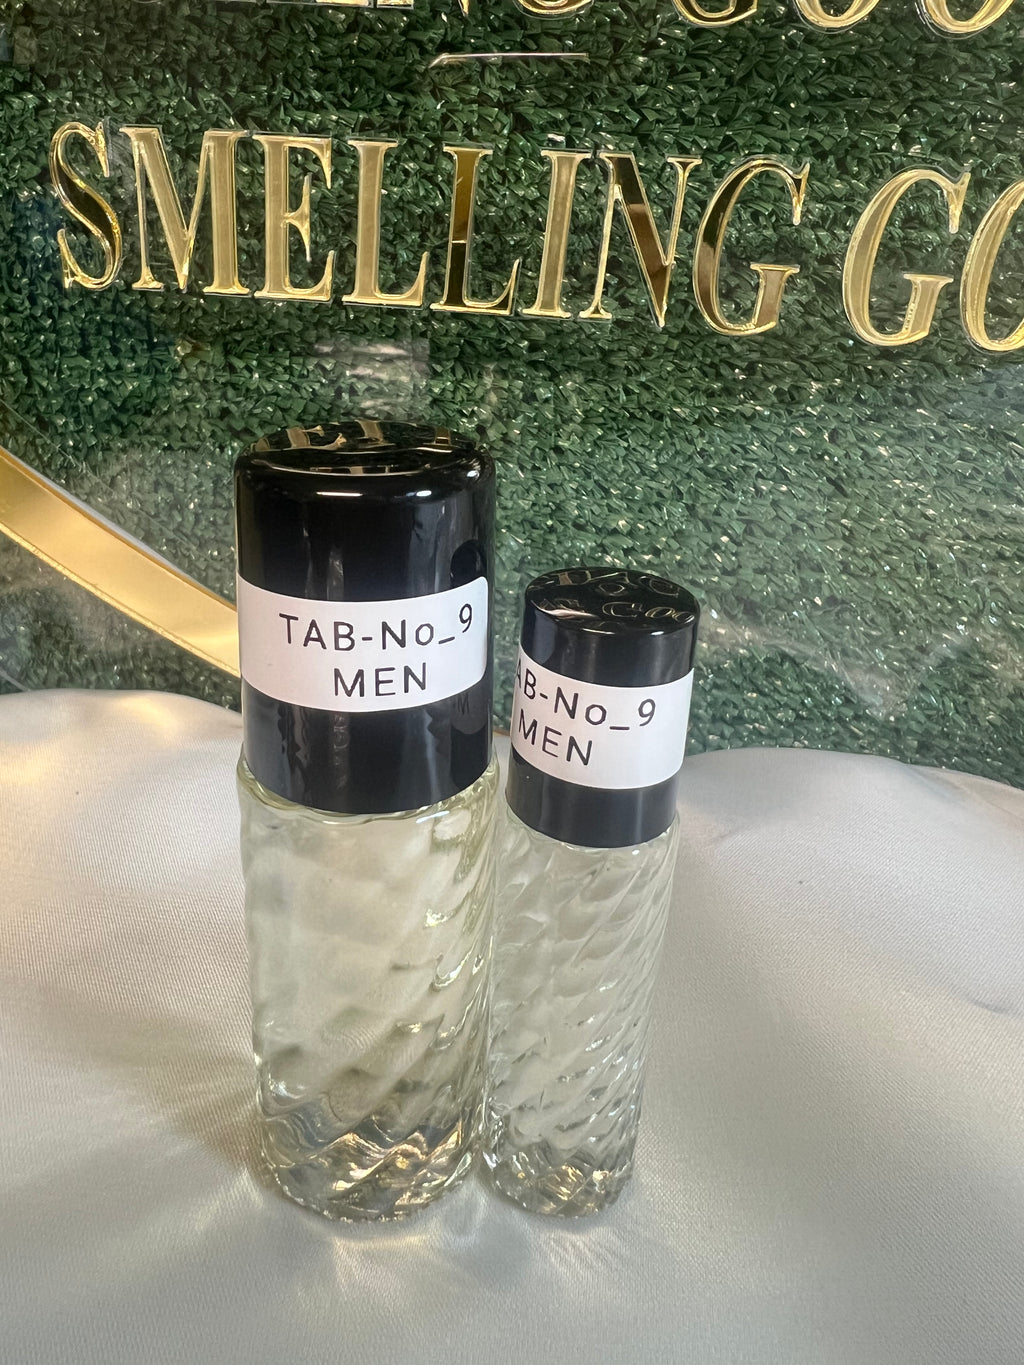 SMELLING GO
TAB-No_9
MEN
AB-No_9
MEN